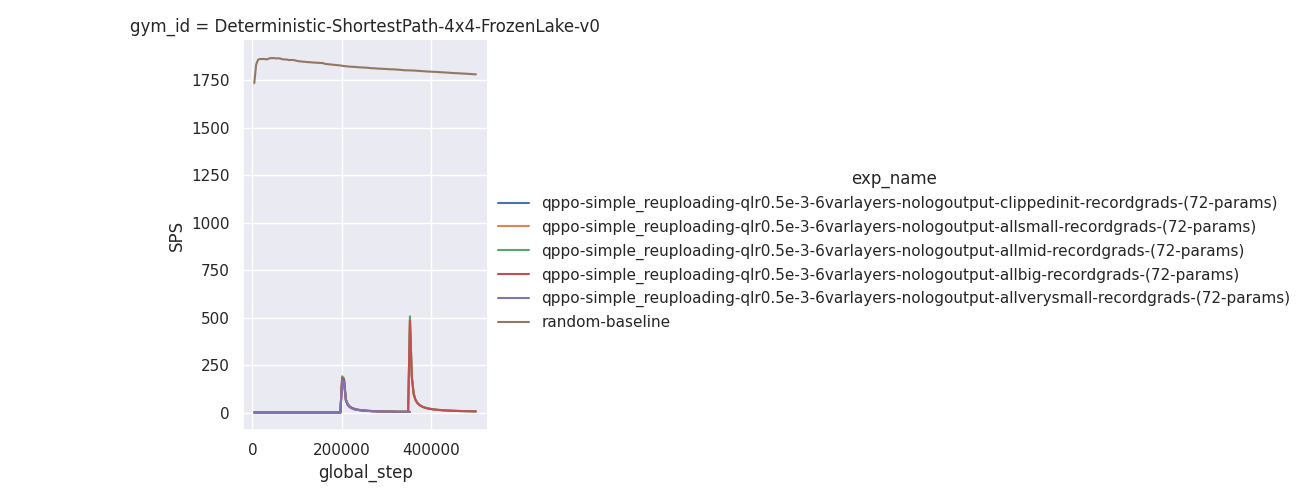 gym_id = Deterministic-ShortestPath-4x4-FrozenLake-v0
1750
1500
1250
1000
750
500
250
0
SPS
0
200000
400000
global_step
exp_name
qppo-simple_reuploading-qlr0.5e-3-6varlayers-nologoutput-clippedinit-recordgrads-(72-params)
qppo-simple_reuploading-qlr0.5e-3-6varlayers-nologoutput-allsmall-recordgrads-(72-params)
qppo-simple_reuploading-qlr0.5e-3-6varlayers-nologoutput-allmid-recordgrads-(72-params)
qppo-simple_reuploading-qlr0.5e-3-6varlayers-nologoutput-allbig-recordgrads-(72-params)
qppo-simple_reuploading-qlr0.5e-3-6varlayers-nologoutput-allverysmall-recordgrads-(72-params)
random-baseline